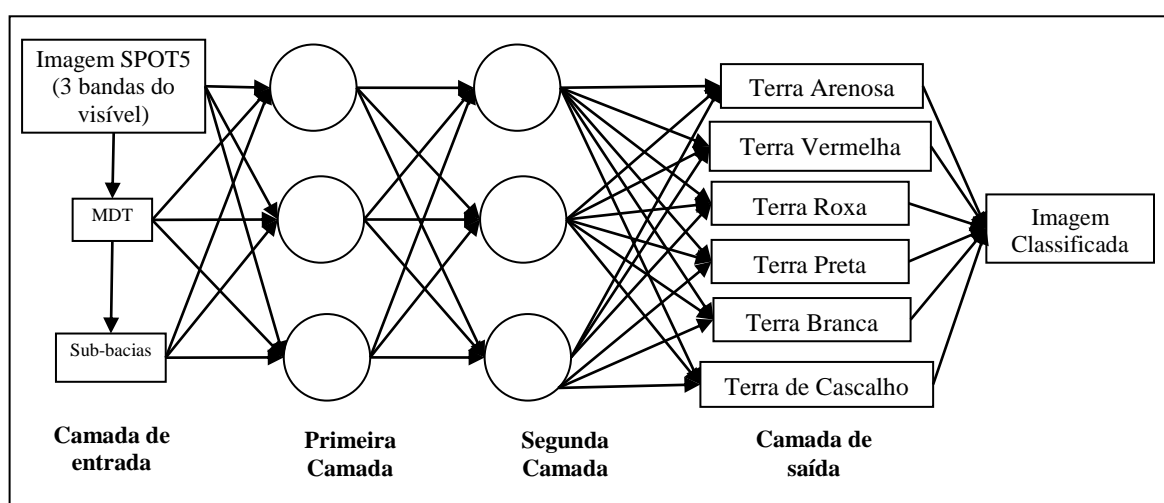 Imagem SPOT5
(3 bandas do
visível)
MDT
Sub-bacias
Terra Arenosa
Terra Vermelha
Terra Roxa
Terra Preta
Terra Branca
Terra de Cascalho
Imagem
Classificada
Camada de
entrada
Primeira
Camada
Segunda
Camada
Camada de
saída